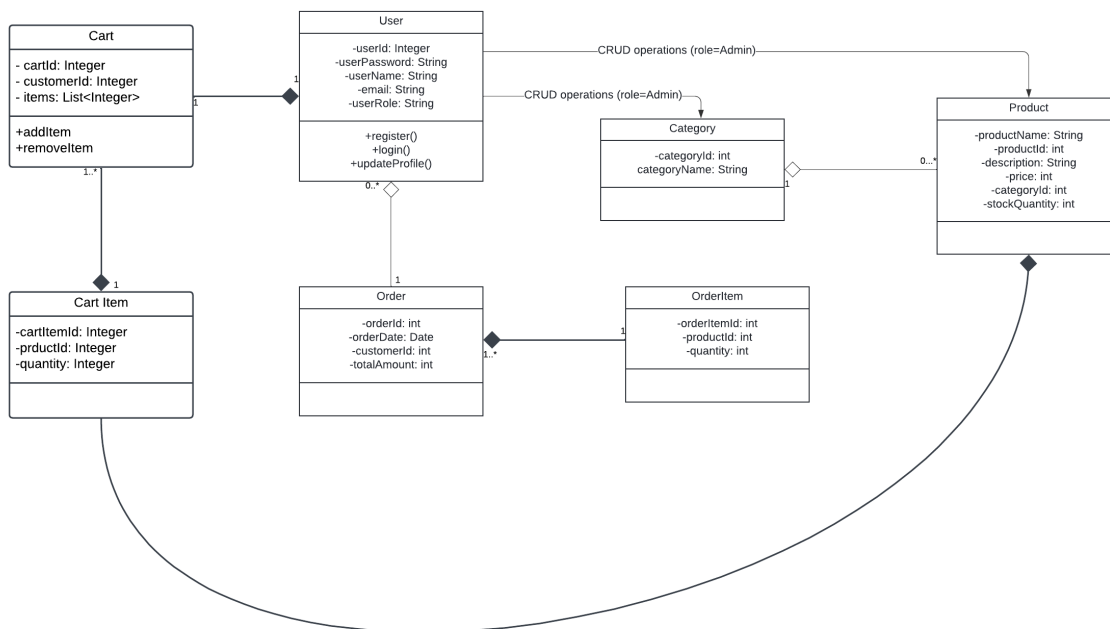 Cart
- cartId: Integer
- customerId: Integer
- items: List<Integer>
+addItem
+removeItem
1
1
1..*
1
User
-userId: Integer
-userPassword: String
-userName: String
-email: String
-userRole: String
+register()
+login()
+updateProfile()
0..*
1
CRUD operations (role=Admin)
CRUD operations (role=Admin)
Category
-categoryId: int
categoryName: String
1
0...*
Product
-productName: String
-productId: int
-description: String
-price: int
-categoryId: int
-stockQuantity: int
Cart Item
-cartItemId: Integer
-prductId: Integer
-quantity: Integer
Order
-orderId: int
-orderDate: Date
-customerId: int
-totalAmount: int
1..*
1
OrderItem
-orderItemId: int
-productId: int
-quantity: int